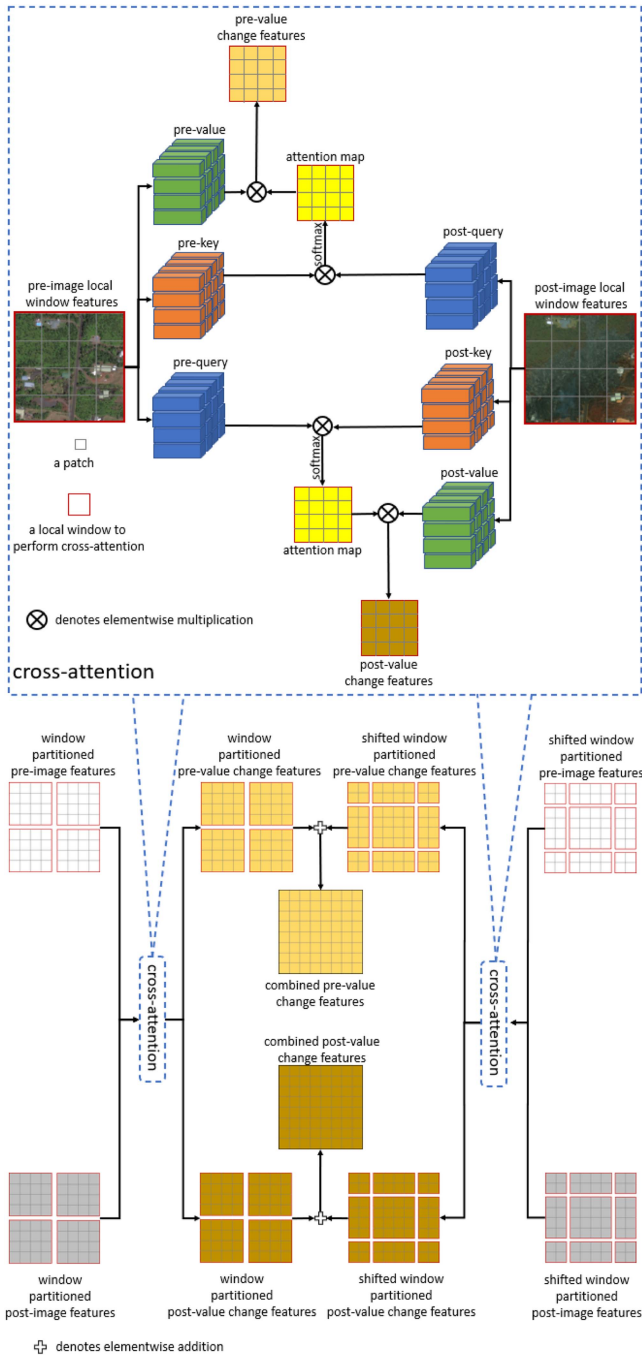 pre-value
change features
pre-value
attention map
softmax
pre-key
post-query
pre-image local
window features
post-image local
window features
pre-query
post-key
a patch
softmax
post-value
a local window to
perform cross-attention
attention map
denotes elementwise multiplication
post-value
change features
cross-attention
window
partitioned
pre-image features
window
partitioned
pre-value change features
shifted window
partitioned
pre-value change features
shifted window
partitioned
pre-image features
combined pre-value
change features
cross-attention
cross-attention
combined post-value
change features
window
partitioned
post-image features
window
partitioned
post-value change features
shifted window
partitioned
post-value change features
shifted window
partitioned
post-image features
denotes elementwise addition